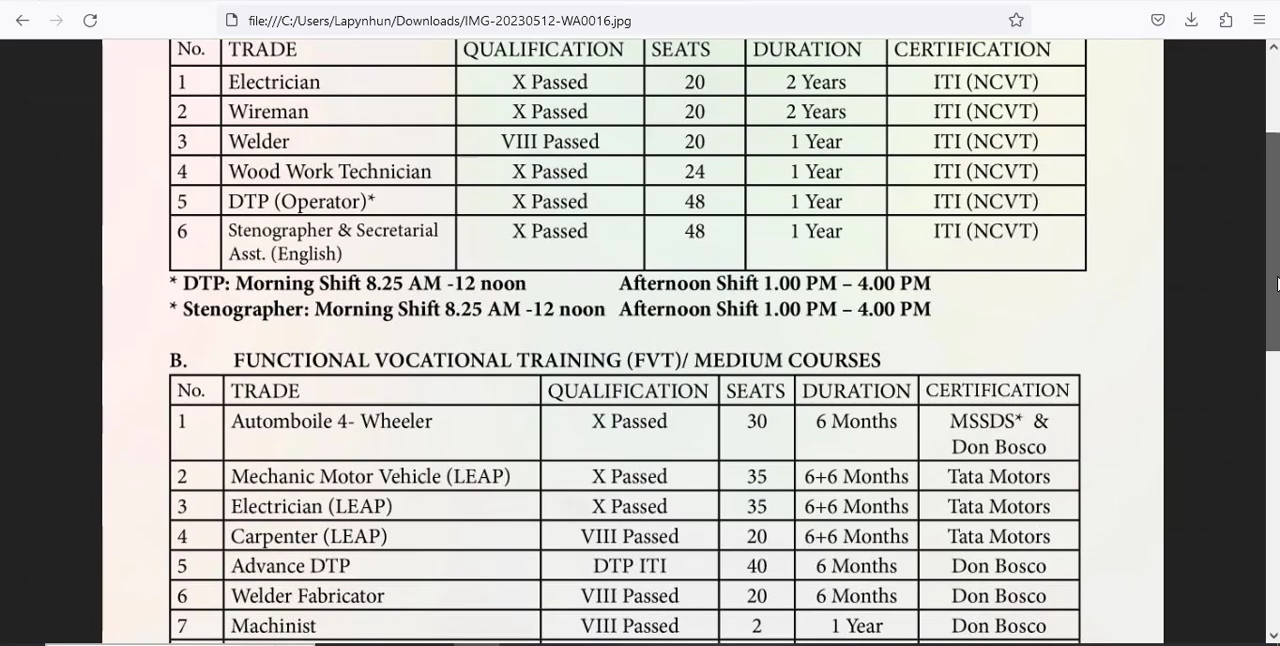 file:///C:/Users/Lapynhun/Downloads/IMG-20230512-WA0016.jpg
No. TRADE QUALIFICATION SEATS DURATION CERTIFICATION
1 Electrician X Passed 20 2 Years ITI (NCVT)
2 Wireman X Passed 20 2 Years ITI (NCVT)
3 Welder VIII Passed 20 1 Year ITI (NCVT)
4 Wood Work Technician X Passed 24 1 Year ITI (NCVT)
5 DTP (Operator)* X Passed 48 1 Year ITI (NCVT)
6 Stenographer & Secretarial X Passed 48 1 Year ITI (NCVT)
Asst. (English)
* DTP: Morning Shift 8.25 AM -12 noon Afternoon Shift 1.00 PM – 4.00 PM
* Stenographer: Morning Shift 8.25 AM -12 noon Afternoon Shift 1.00 PM – 4.00 PM
B. FUNCTIONAL VOCATIONAL TRAINING (FVT)/ MEDIUM COURSES
No. TRADE QUALIFICATION SEATS DURATION CERTIFICATION
1 Automboile 4- Wheeler X Passed 30 6 Months MSSDS* &
Don Bosco
2 Mechanic Motor Vehicle (LEAP) X Passed 35 6+6 Months Tata Motors
3 Electrician (LEAP) X Passed 35 6+6 Months Tata Motors
4 Carpenter (LEAP) VIII Passed 20 6+6 Months Tata Motors
5 Advance DTP DTP ITI 40 6 Months Don Bosco
6 Welder Fabricator VIII Passed 20 6 Months Don Bosco
7 Machinist VIII Passed 2 1 Year Don Bosco